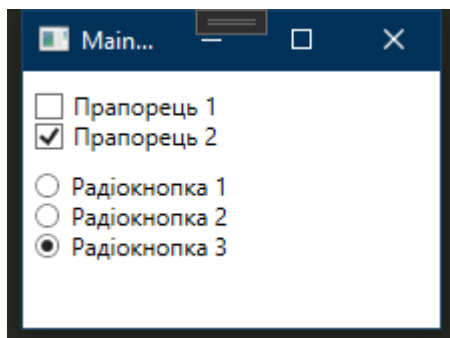 Main...
Прапорець 1
Прапорець 2
Радіокнопка 1
Радіокнопка 2
Радіокнопка 3